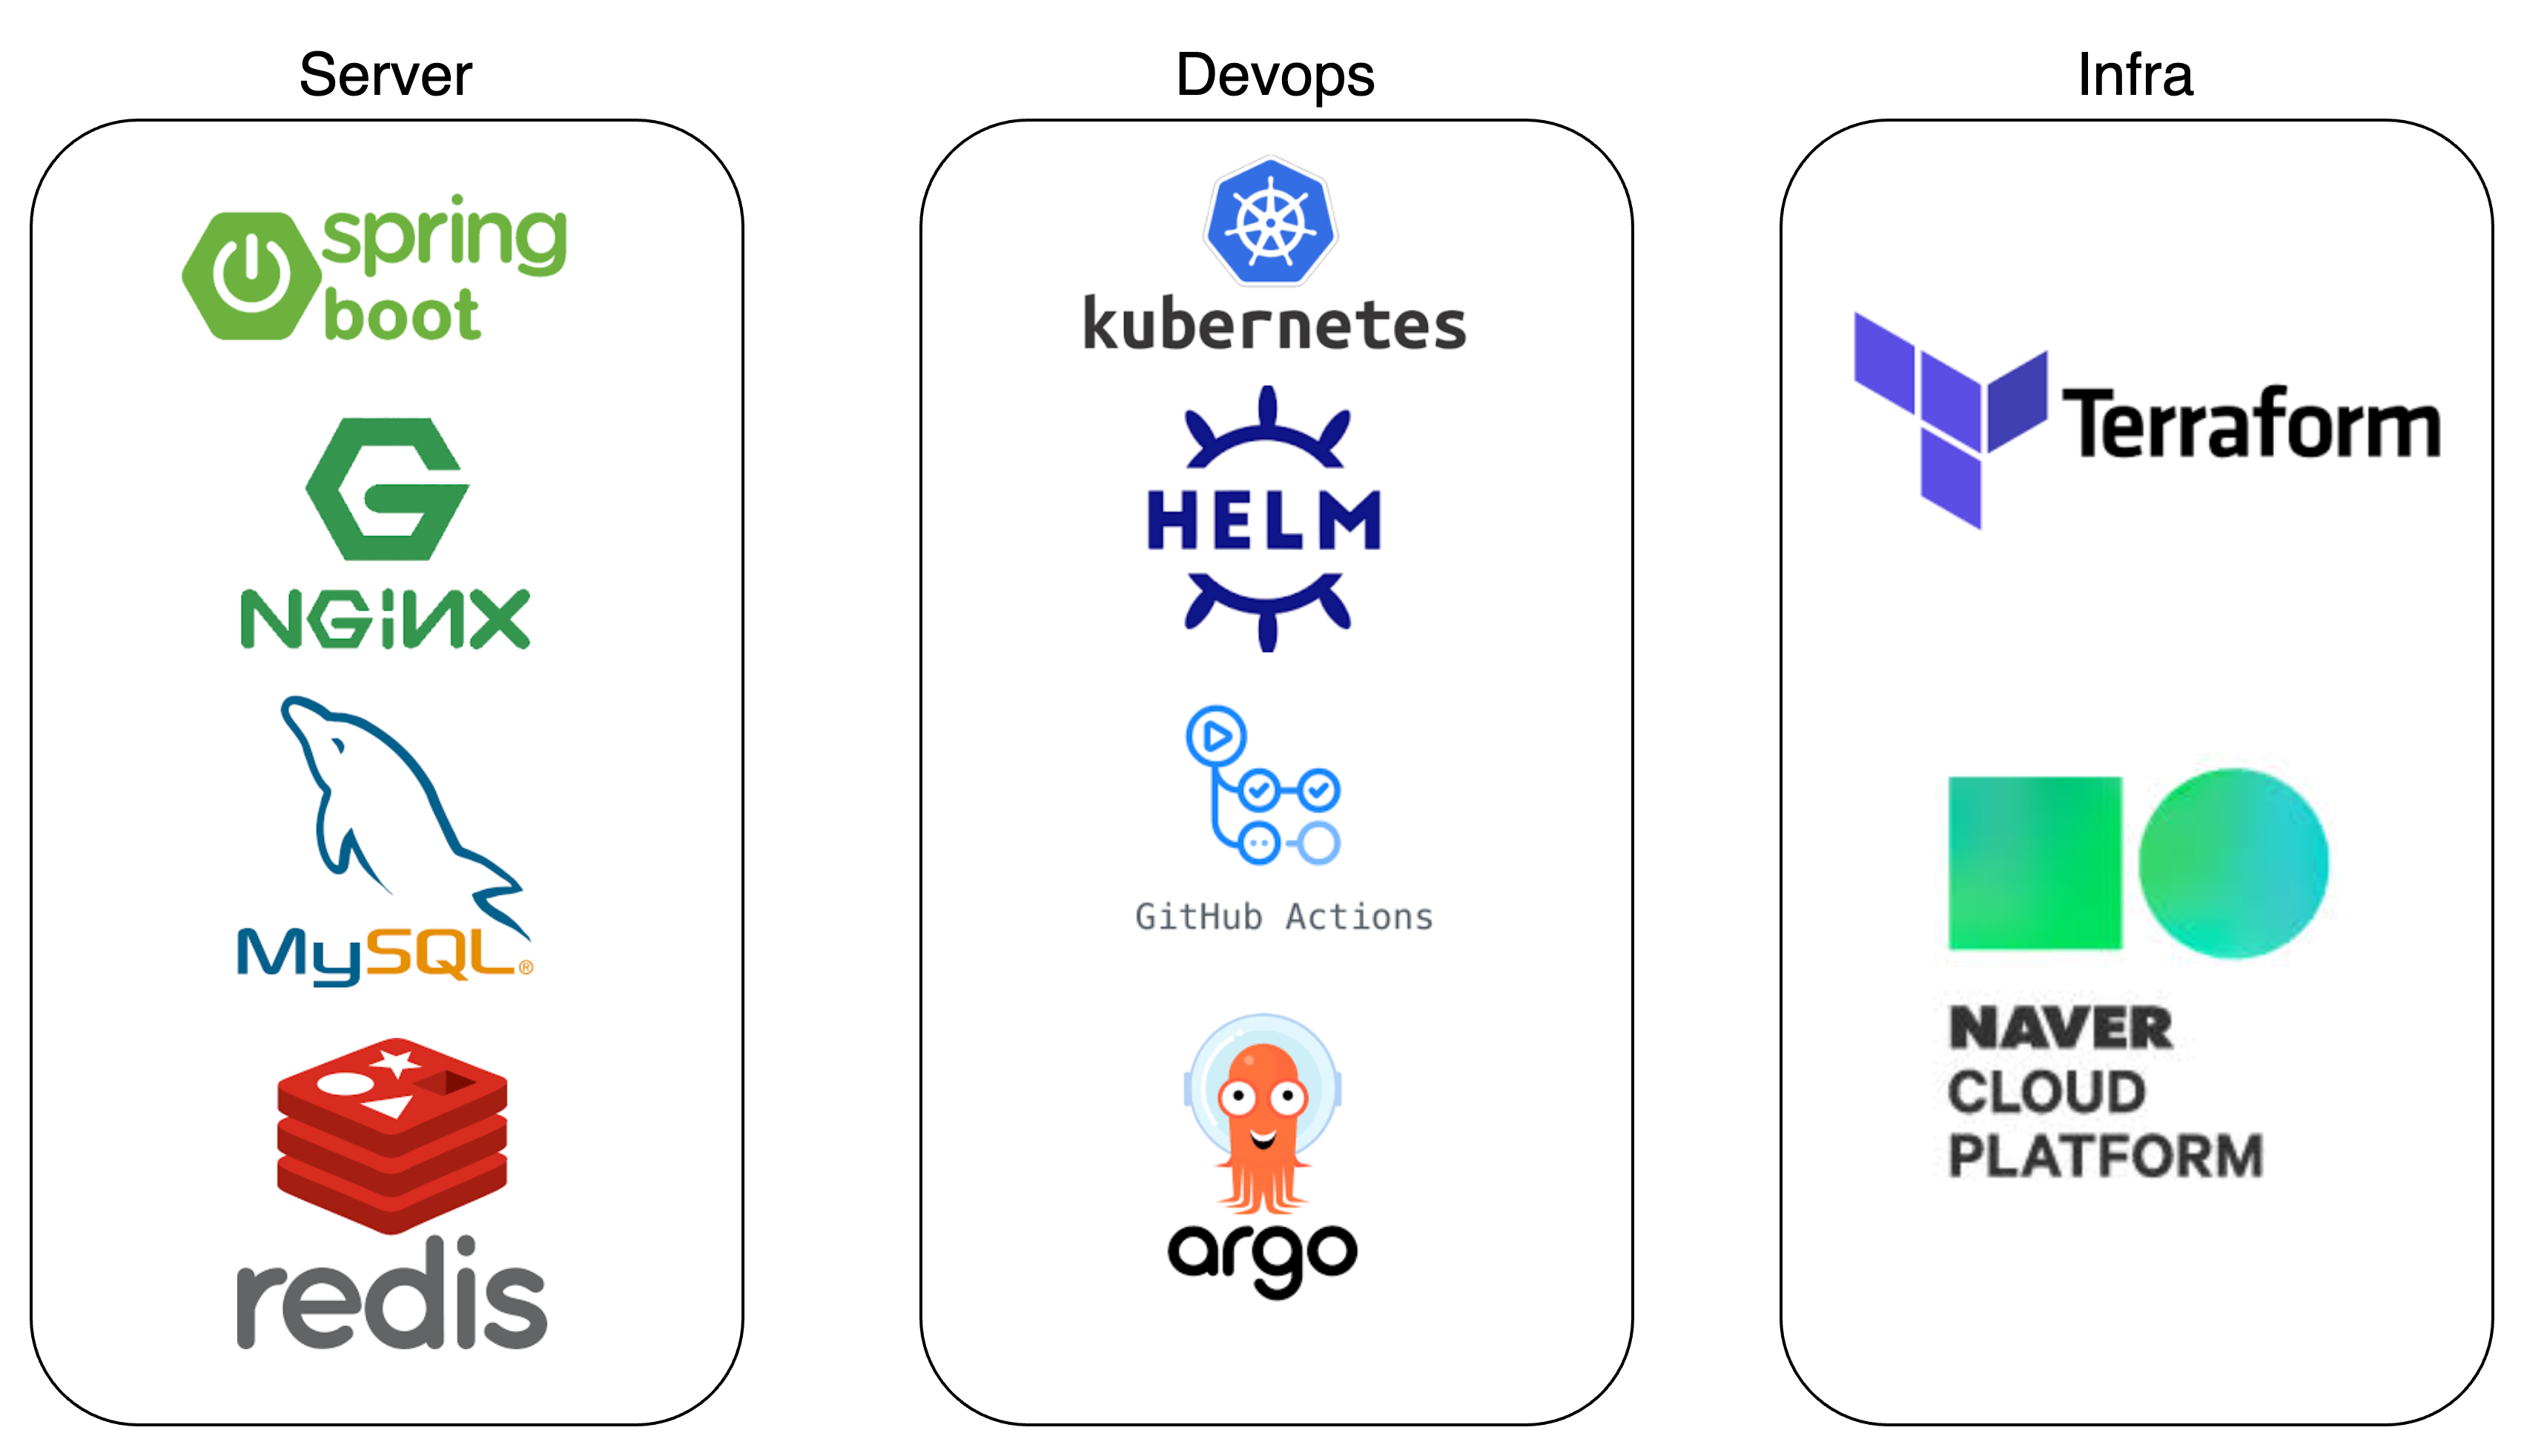 Server
spring
boot
NGiNX
MySQL®
redis
Devops
kubernetes
HELM
GitHub Actions
argo
Infra
Terraform
NAVER
CLOUD
PLATFORM